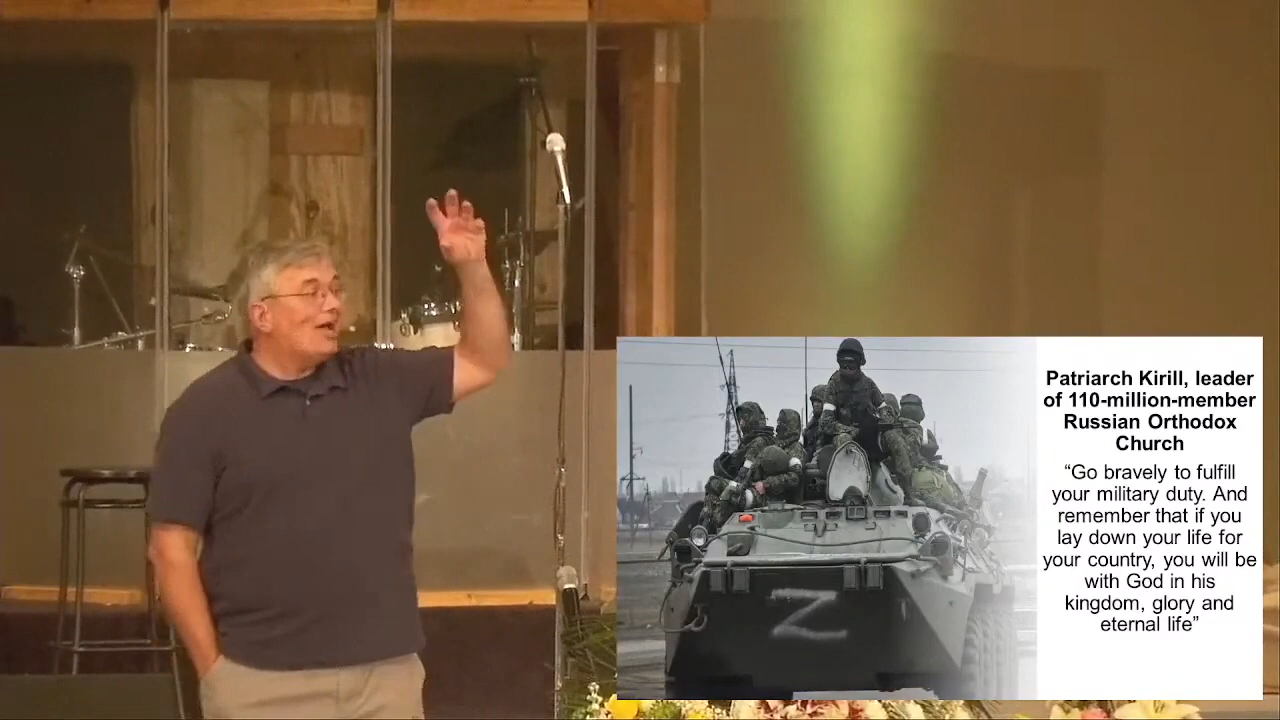 Patriarch Kirill, leader
of 110-million-member
Russian Orthodox
Church
“Go bravely to fulfill
your military duty. And
remember that if you
lay down your life for
your country, you will be
with God in his
kingdom, glory and
eternal life”
Z